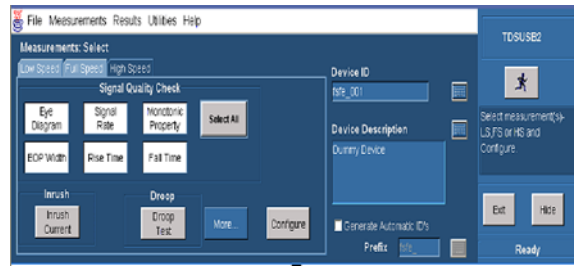 File Measurements Results Utilities Help
TDSUSB2
Measurements: Select
Low Speed Full Speed High Speed
Signal Quality Check
Eye Diagram
Signal Rate
Monotonic Property
Select All
EOP Width
Rise Time
Fall Time
Inrush
Inrush Current
Droop
Droop Test
More...
Configure
Device ID
fsfe_001
Device Description
Dummy Device
Generate Automatic ID's
Prefix fsfe_
Select measurement(s)-
LS,FS or HS and
Configure
Exit
Hide
Ready